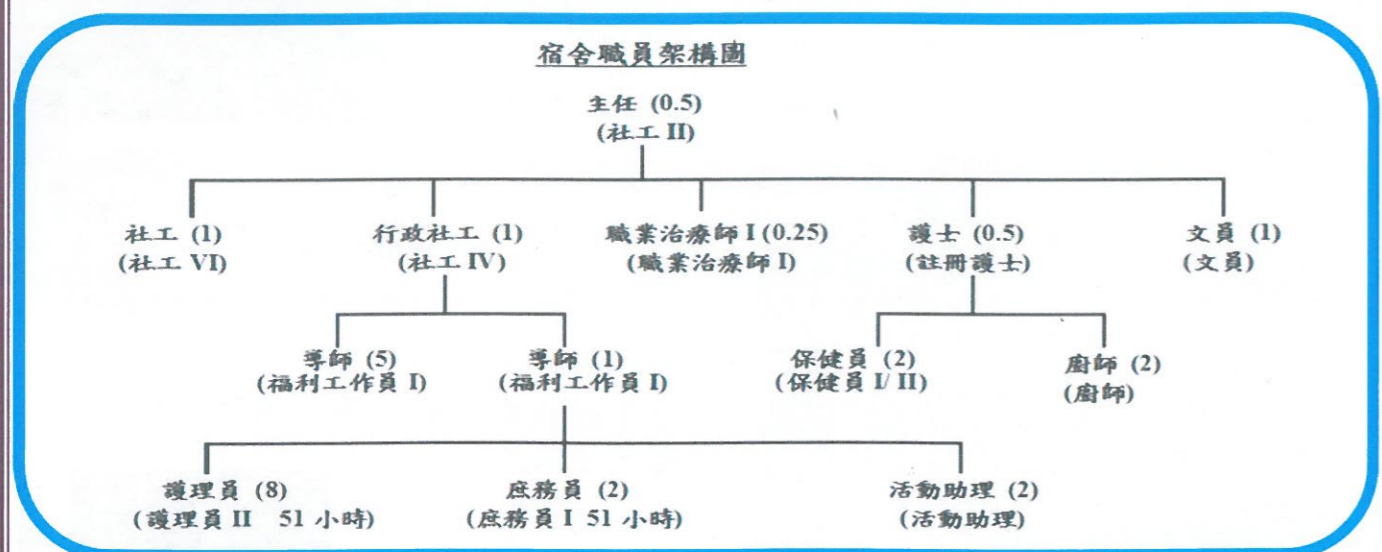 宿舍職員架構圖
主任 (0.5)
(社工 II)
社工 (1)
(社工 VI)
行政社工 (1)
(社工 IV)
職業治療師 I (0.25)
(職業治療師 I)
護士 (0.5)
(註冊護士)
文員 (1)
(文員)
導師 (5)
(福利工作員 I)
導師 (1)
(福利工作員 I)
保健員 (2)
(保健員 I/ II)
廚師 (2)
(廚師)
護理員 (8)
(護理員 II 51 小時)
庶務員 (2)
(庶務員 I 51 小時)
活動助理 (2)
(活動助理)